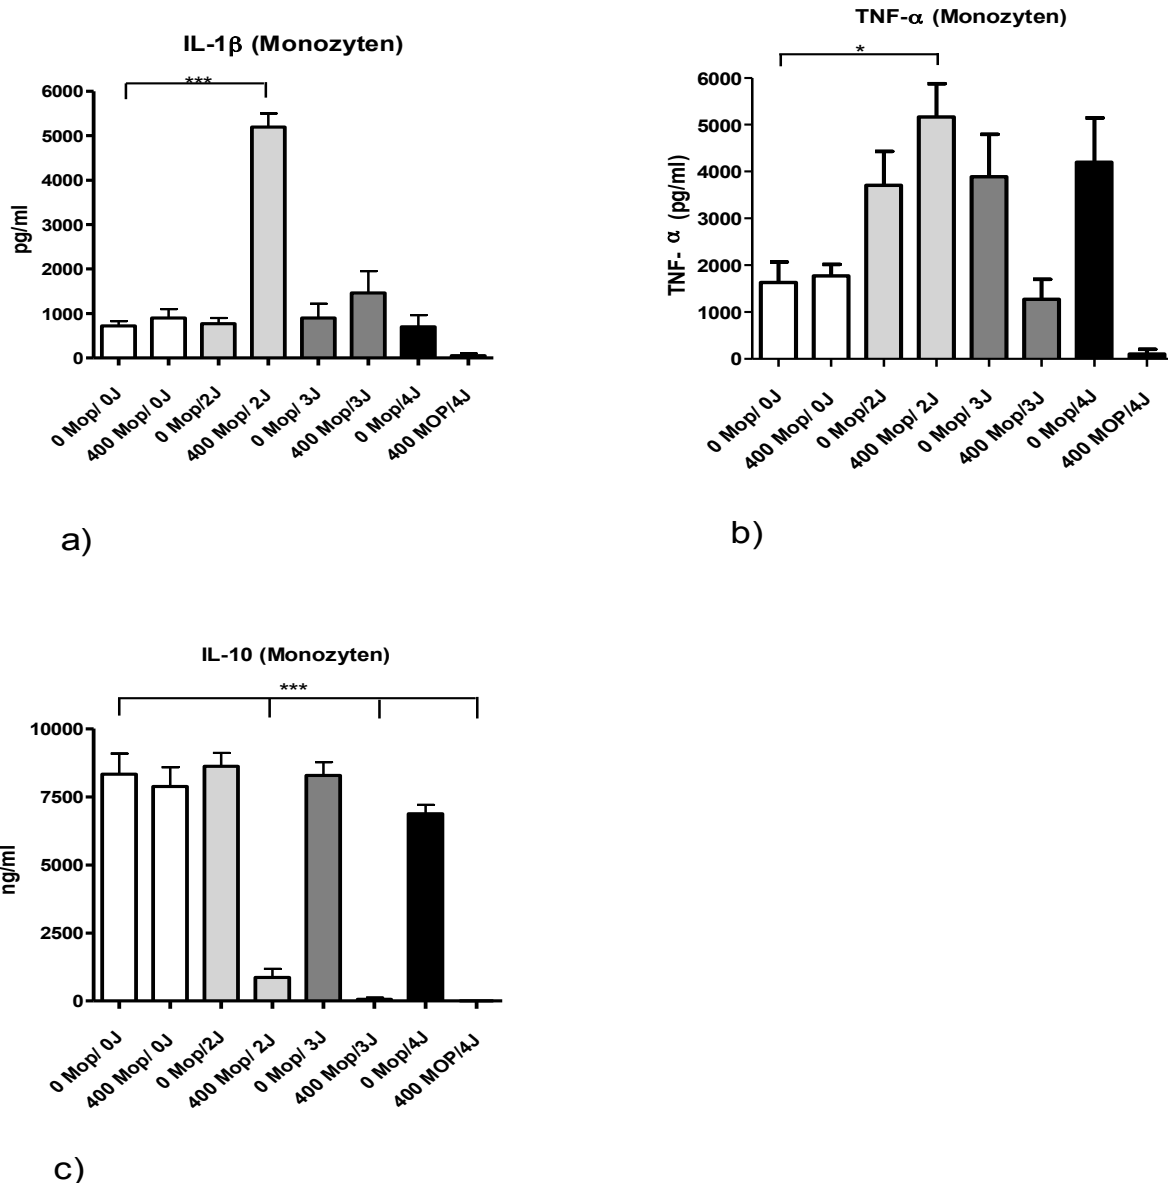 IL-1β (Monozyten)
***
6000
5000
4000
3000
2000
1000
0
pg/ml
0 Mop/ 0J
400 Mop/ 0J
0 Mop/2J
400 Mop/ 2J
0 Mop/ 3J
400 Mop/3J
0 Mop/4J
400 MOP/4J
a)
TNF-α (Monozyten)
*
6000
5000
4000
3000
2000
1000
0
TNF- α (pg/ml)
0 Mop/ 0J
400 Mop/ 0J
0 Mop/2J
400 Mop/ 2J
0 Mop/ 3J
400 Mop/3J
0 Mop/4J
400 MOP/4J
b)
IL-10 (Monozyten)
***
10000
7500
5000
2500
0
ng/ml
0 Mop/ 0J
400 Mop/ 0J
0 Mop/2J
400 Mop/ 2J
0 Mop/ 3J
400 Mop/3J
0 Mop/4J
400 MOP/4J
c)